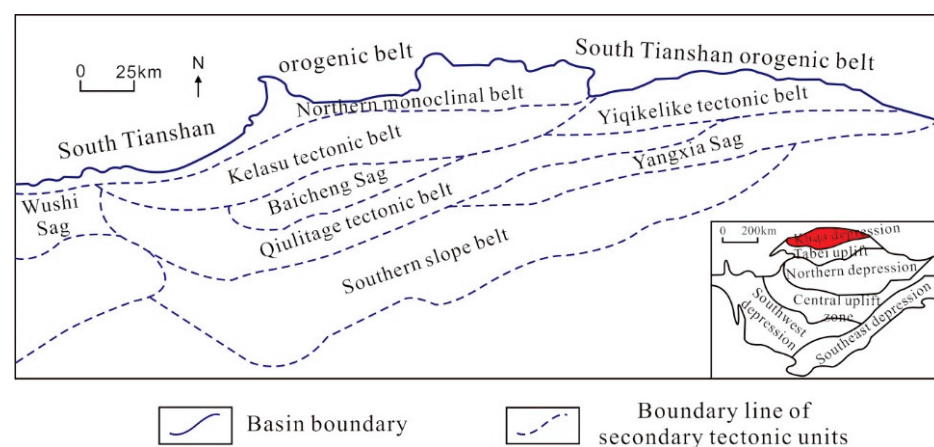 0 25km
N
orogenic belt
South Tianshan orogenic belt
Northern monoclinal belt
Yiqikelike tectonic belt
South Tianshan
Kelasu tectonic belt
Yangxia Sag
Baicheng Sag
Wushi
Sag
Qiulitage tectonic belt
Southern slope belt
0 200km
Kuqa depression
Tabei uplift
Northern depression
Central uplift
zone
Southwest
depression
Southeast depression
Basin boundary
Boundary line of
secondary tectonic units